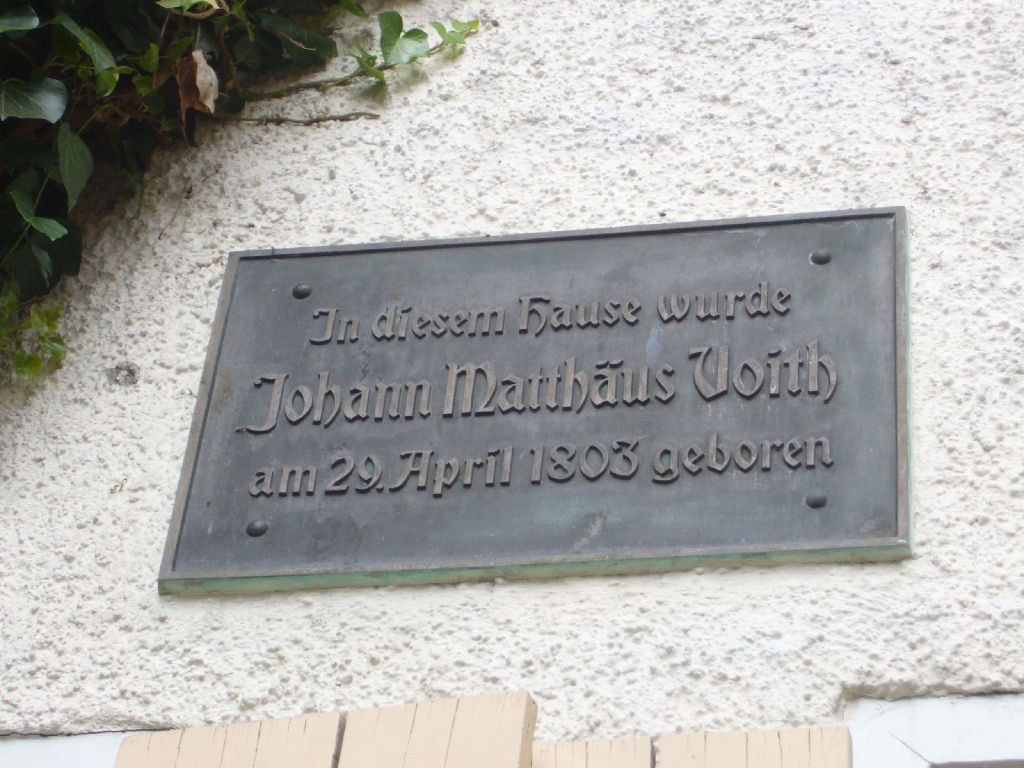 In diesem Hause wurde
Johann Matthäus Voith
am 29. April 1803 geboren